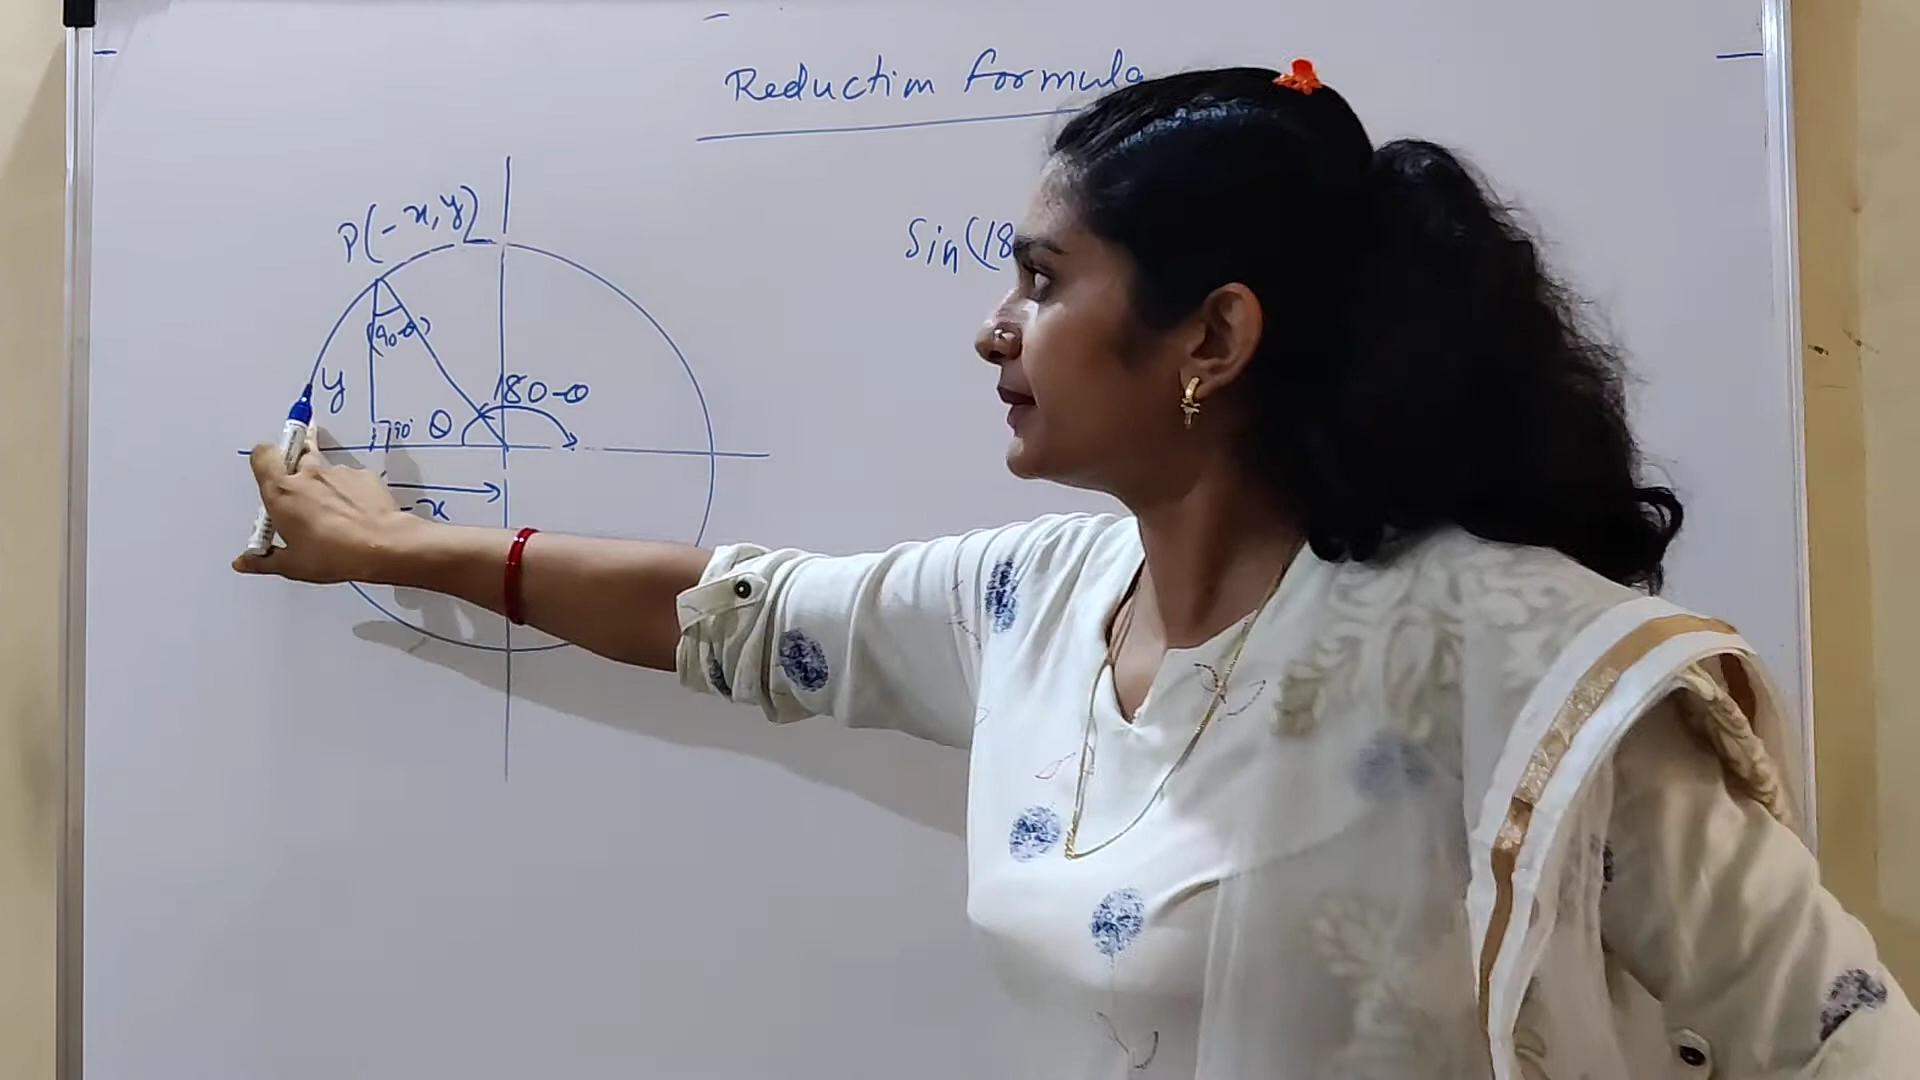 Reduction formula
P(-x, y)
Sin(18
(90-θ)
y
180-θ
90°
θ
-x